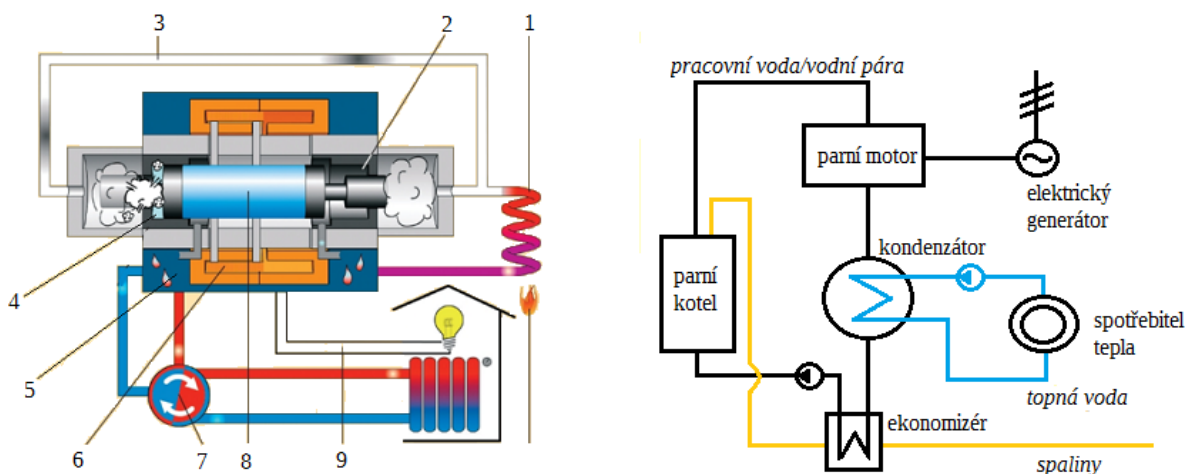 3
2
1
4
5
6
7
8
9
pracovní voda/vodní pára
parní motor
elektrický
generátor
kondenzátor
parní
kotel
spotřebitel
tepla
topná voda
ekonomizér
spaliny